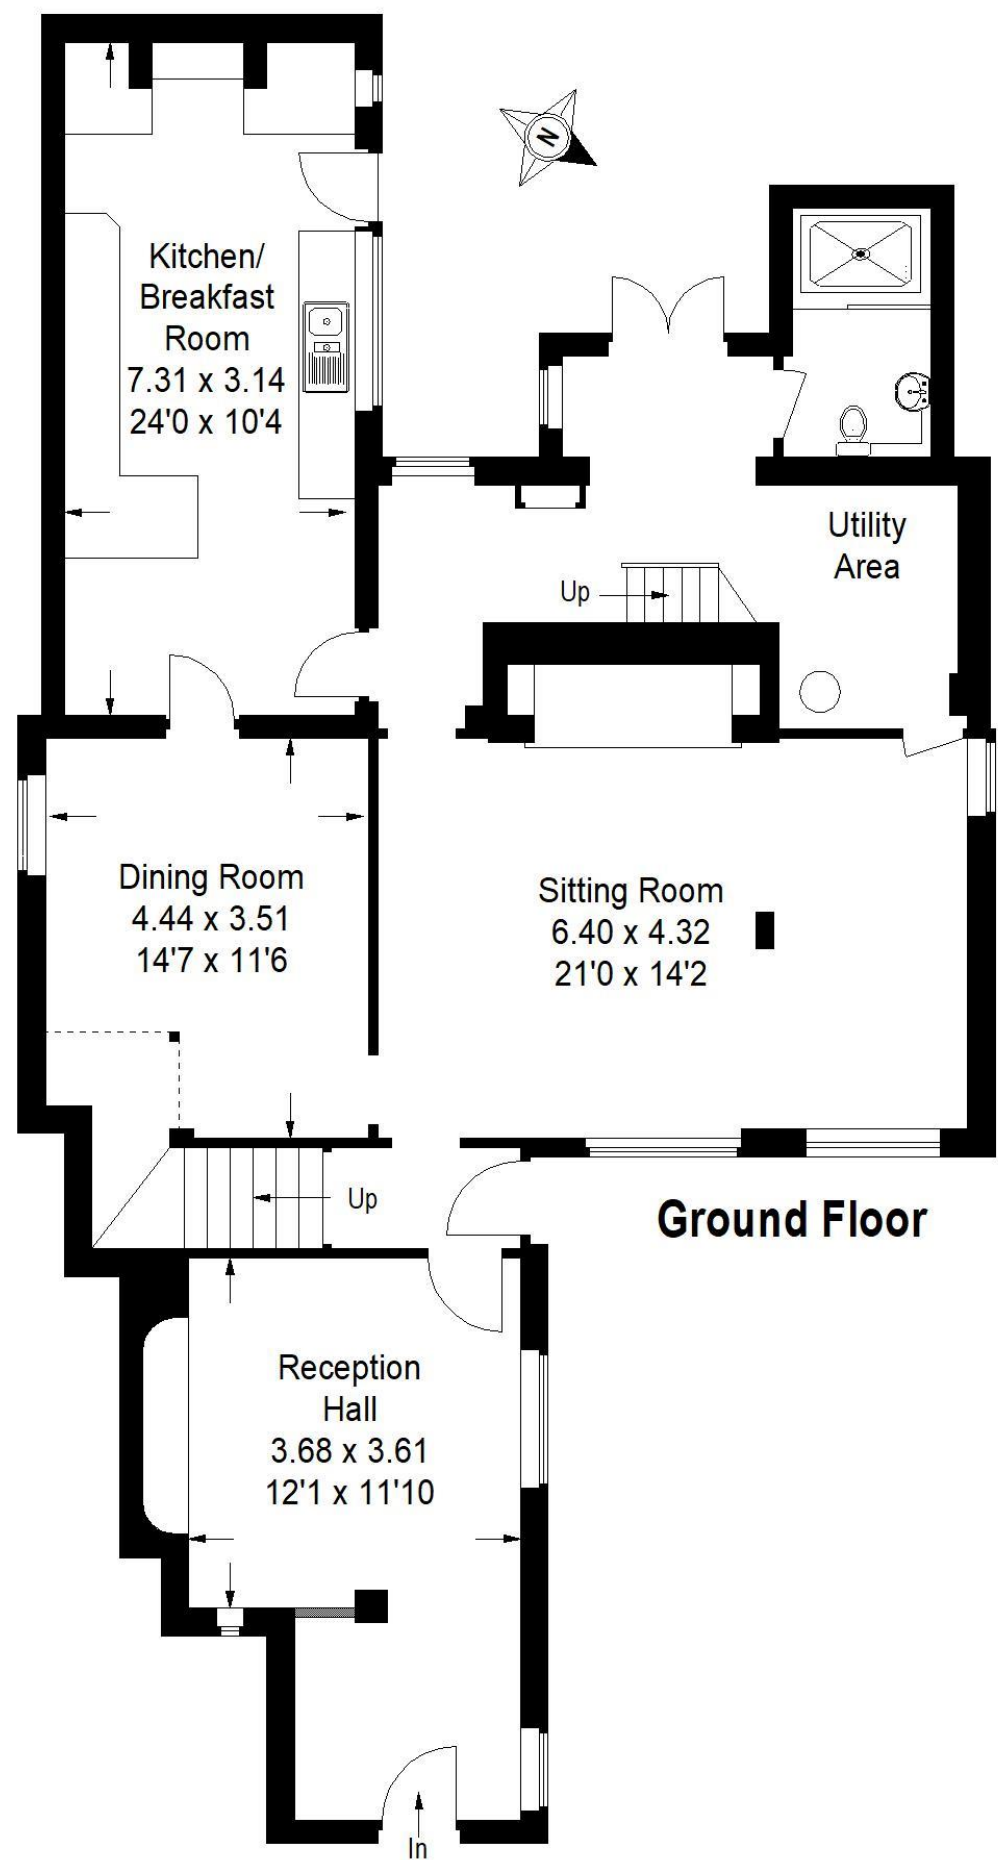 N
Kitchen/
Breakfast
Room
7.31 x 3.14
24'0 x 10'4
Utility
Area
Up
Dining Room
4.44 x 3.51
14'7 x 11'6
Sitting Room
6.40 x 4.32
21'0 x 14'2
Up
Ground Floor
Reception
Hall
3.68 x 3.61
12'1 x 11'10
In